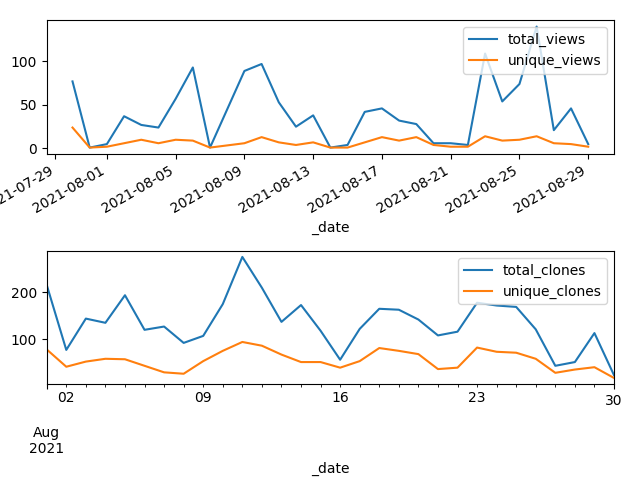 total_views
unique_views
100
50
0
2021-07-29
2021-08-01
2021-08-05
2021-08-09
2021-08-13
2021-08-17
2021-08-21
2021-08-25
2021-08-29
_date
total_clones
unique_clones
200
100
02 09 16 23 30
Aug
2021
_date